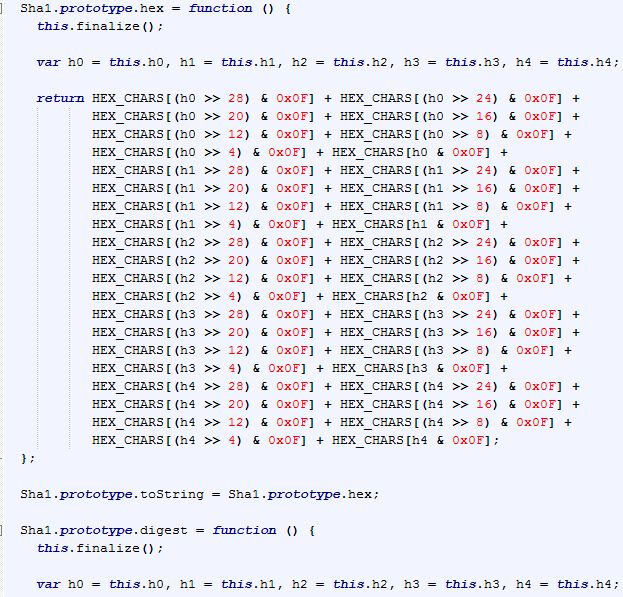 Sha1.prototype.hex = function () {
this.finalize();
var h0 = this.h0, h1 = this.h1, h2 = this.h2, h3 = this.h3, h4 = this.h4;
return HEX_CHARS[(h0 >> 28) & 0x0F] + HEX_CHARS[(h0 >> 24) & 0x0F] +
HEX_CHARS[(h0 >> 20) & 0x0F] + HEX_CHARS[(h0 >> 16) & 0x0F] +
HEX_CHARS[(h0 >> 12) & 0x0F] + HEX_CHARS[(h0 >> 8) & 0x0F] +
HEX_CHARS[(h0 >> 4) & 0x0F] + HEX_CHARS[h0 & 0x0F] +
HEX_CHARS[(h1 >> 28) & 0x0F] + HEX_CHARS[(h1 >> 24) & 0x0F] +
HEX_CHARS[(h1 >> 20) & 0x0F] + HEX_CHARS[(h1 >> 16) & 0x0F] +
HEX_CHARS[(h1 >> 12) & 0x0F] + HEX_CHARS[(h1 >> 8) & 0x0F] +
HEX_CHARS[(h1 >> 4) & 0x0F] + HEX_CHARS[h1 & 0x0F] +
HEX_CHARS[(h2 >> 28) & 0x0F] + HEX_CHARS[(h2 >> 24) & 0x0F] +
HEX_CHARS[(h2 >> 20) & 0x0F] + HEX_CHARS[(h2 >> 16) & 0x0F] +
HEX_CHARS[(h2 >> 12) & 0x0F] + HEX_CHARS[(h2 >> 8) & 0x0F] +
HEX_CHARS[(h2 >> 4) & 0x0F] + HEX_CHARS[h2 & 0x0F] +
HEX_CHARS[(h3 >> 28) & 0x0F] + HEX_CHARS[(h3 >> 24) & 0x0F] +
HEX_CHARS[(h3 >> 20) & 0x0F] + HEX_CHARS[(h3 >> 16) & 0x0F] +
HEX_CHARS[(h3 >> 12) & 0x0F] + HEX_CHARS[(h3 >> 8) & 0x0F] +
HEX_CHARS[(h3 >> 4) & 0x0F] + HEX_CHARS[h3 & 0x0F] +
HEX_CHARS[(h4 >> 28) & 0x0F] + HEX_CHARS[(h4 >> 24) & 0x0F] +
HEX_CHARS[(h4 >> 20) & 0x0F] + HEX_CHARS[(h4 >> 16) & 0x0F] +
HEX_CHARS[(h4 >> 12) & 0x0F] + HEX_CHARS[(h4 >> 8) & 0x0F] +
HEX_CHARS[(h4 >> 4) & 0x0F] + HEX_CHARS[h4 & 0x0F];
};
Sha1.prototype.toString = Sha1.prototype.hex;
Sha1.prototype.digest = function () {
this.finalize();
var h0 = this.h0, h1 = this.h1, h2 = this.h2, h3 = this.h3, h4 = this.h4;